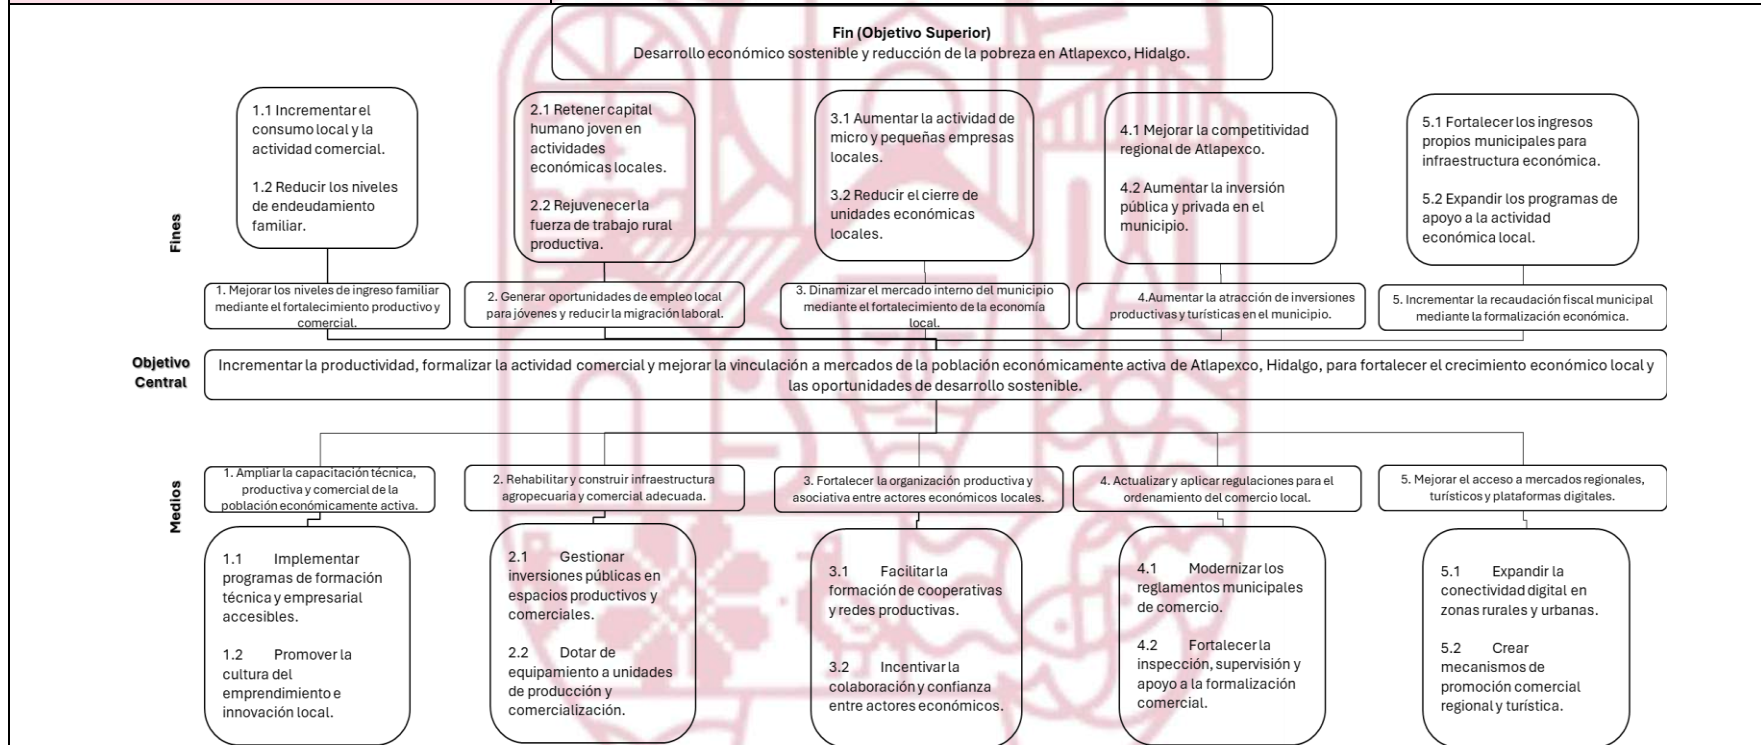 Fin (Objetivo Superior)
Desarrollo económico sostenible y reducción de la pobreza en Atlapexco, Hidalgo.
Fines
1.1 Incrementar el
consumo local y la
actividad comercial.
1.2 Reducir los niveles
de endeudamiento
familiar.
2.1 Retener capital
humano joven en
actividades
económicas locales.
2.2 Rejuvenecer la
fuerza de trabajo rural
productiva.
3.1 Aumentar la actividad de
micro y pequeñas empresas
locales.
3.2 Reducir el cierre de
unidades económicas
locales.
4.1 Mejorar la competitividad
regional de Atlapexco.
4.2 Aumentar la inversión
pública y privada en el
municipio.
5.1 Fortalecer los ingresos
propios municipales para
infraestructura económica.
5.2 Expandir los programas de
apoyo a la actividad
económica local.
1. Mejorar los niveles de ingreso familiar
mediante el fortalecimiento productivo y
comercial.
2. Generar oportunidades de empleo local
para jóvenes y reducir la migración laboral.
3. Dinamizar el mercado interno del municipio
mediante el fortalecimiento de la economía
local.
4.Aumentar la atracción de inversiones
productivas y turísticas en el municipio.
5. Incrementar la recaudación fiscal municipal
mediante la formalización económica.
Objetivo
Central
Incrementar la productividad, formalizar la actividad comercial y mejorar la vinculación a mercados de la población económicamente activa de Atlapexco, Hidalgo, para fortalecer el crecimiento económico local y
las oportunidades de desarrollo sostenible.
Medios
1. Ampliar la capacitación técnica,
productiva y comercial de la
población económicamente activa.
2. Rehabilitar y construir infraestructura
agropecuaria y comercial adecuada.
3. Fortalecer la organización productiva y
asociativa entre actores económicos locales.
4. Actualizar y aplicar regulaciones para el
ordenamiento del comercio local.
5. Mejorar el acceso a mercados regionales,
turísticos y plataformas digitales.
1.1 Implementar
programas de formación
técnica y empresarial
accesibles.
1.2 Promover la
cultura del
emprendimiento e
innovación local.
2.1 Gestionar
inversiones públicas en
espacios productivos y
comerciales.
2.2 Dotar de
equipamiento a unidades
de producción y
comercialización.
3.1 Facilitar la
formación de cooperativas
y redes productivas.
3.2 Incentivar la
colaboración y confianza
entre actores económicos.
4.1 Modernizar los
reglamentos municipales
de comercio.
4.2 Fortalecer la
inspección, supervisión y
apoyo a la formalización
comercial.
5.1 Expandir la
conectividad digital en
zonas rurales y urbanas.
5.2 Crear
mecanismos de
promoción comercial
regional y turística.